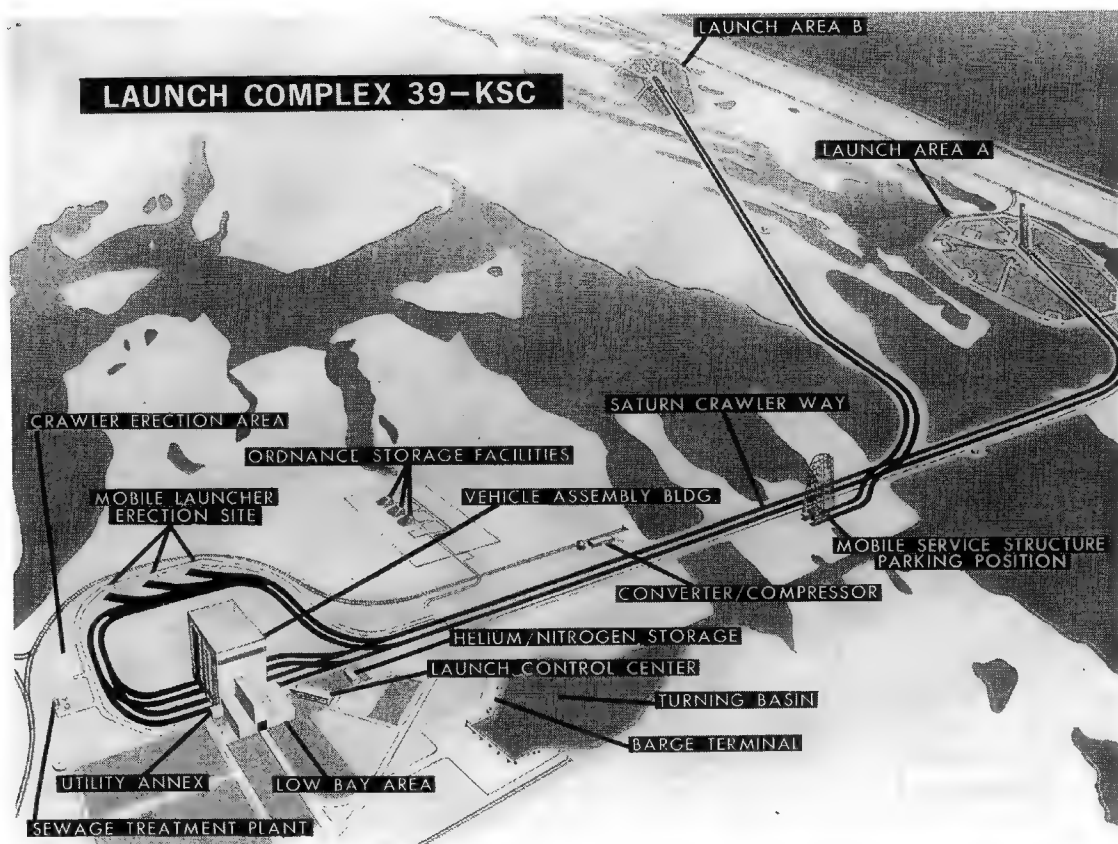 LAUNCH AREA B
LAUNCH COMPLEX 39-KSC
LAUNCH AREA A
SATURN CRAWLER WAY
CRAWLER ERECTION AREA
ORDNANCE STORAGE FACILITIES
MOBILE LAUNCHER
ERECTION SITE
VEHICLE ASSEMBLY BLDG.
MOBILE SERVICE STRUCTURE
PARKING POSITION
CONVERTER/COMPRESSOR
HELIUM/NITROGEN STORAGE
LAUNCH CONTROL CENTER
TURNING BASIN
BARGE TERMINAL
UTILITY ANNEX
LOW BAY AREA
SEWAGE TREATMENT PLANT